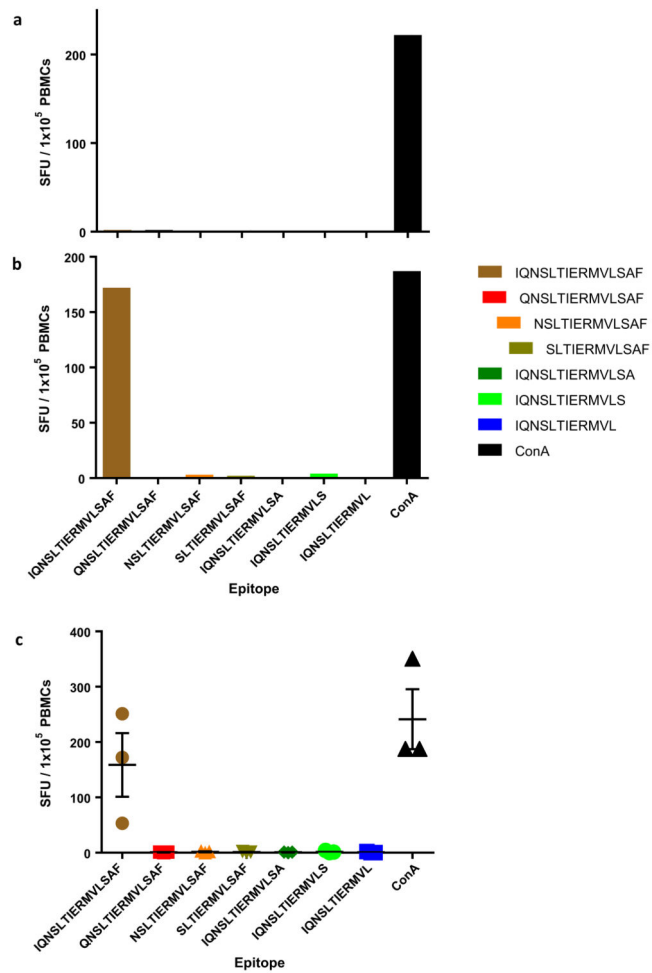 a
SFU / 1x10⁵ PBMCs
200
100
0
b
SFU / 1x10⁵ PBMCs
200
150
100
50
0
IQNSLTIERMVLSAF
QNSLTIERMVLSAF
NSLTIERMVLSAF
SLTIERMVLSAF
IQNSLTIERMVLSA
IQNSLTIERMVLS
IQNSLTIERMVL
ConA
Epitope
IQNSLTIERMVLSAF
QNSLTIERMVLSAF
NSLTIERMVLSAF
SLTIERMVLSAF
IQNSLTIERMVLSA
IQNSLTIERMVLS
IQNSLTIERMVL
ConA
c
SFU / 1x10⁵ PBMCs
400
300
200
100
0
IQNSLTIERMVLSAF
QNSLTIERMVLSAF
NSLTIERMVLSAF
SLTIERMVLSAF
IQNSLTIERMVLSA
IQNSLTIERMVLS
IQNSLTIERMVL
ConA
Epitope